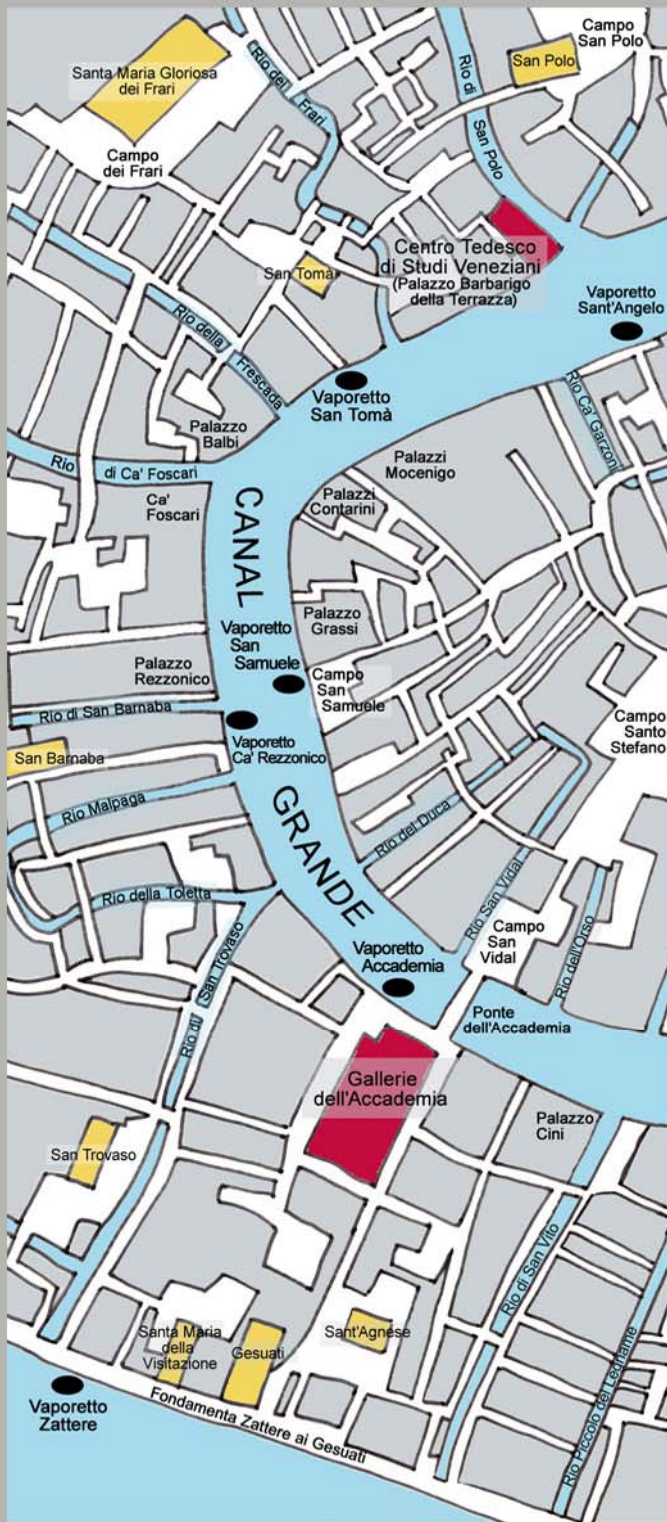 Campo
San Polo
San Polo
Rio di
San Polo
Santa Maria Gloriosa
dei Frari
Rio dei
Frari
Campo
dei Frari
Centro Tedesco
di Studi Veneziani
(Palazzo Barbarigo
della Terrazza)
San Tomà
Vaporetto
Sant'Angelo
Rio della
Frescada
Vaporetto
San Tomà
Rio Ca' Garzoni
Palazzo
Balbi
Palazzi
Mocenigo
Rio
di Ca' Foscari
Ca'
Foscari
Palazzi
Contarini
CANAL
Palazzo
Grassi
Vaporetto
San
Samuele
Palazzo
Rezzonico
Campo
San
Samuele
Rio di San Barnaba
Vaporetto
Ca' Rezzonico
Campo
Santo
Stefano
San Barnaba
Rio Malpaga
GRANDE
Rio del Duca
Rio della Toletta
Rio San Vidal
Rio di
San Trovaso
Campo
San
Vidal
Rio dell'Orso
Vaporetto
Accademia
Ponte
dell'Accademia
Gallerie
dell'Accademia
Palazzo
Cini
San Trovaso
Rio di San Vito
Santa Maria
della
Visitazione
Gesuati
Sant'Agnese
Rio Piccolo del Legname
Vaporetto
Zattere
Fondamenta Zattere ai Gesuati